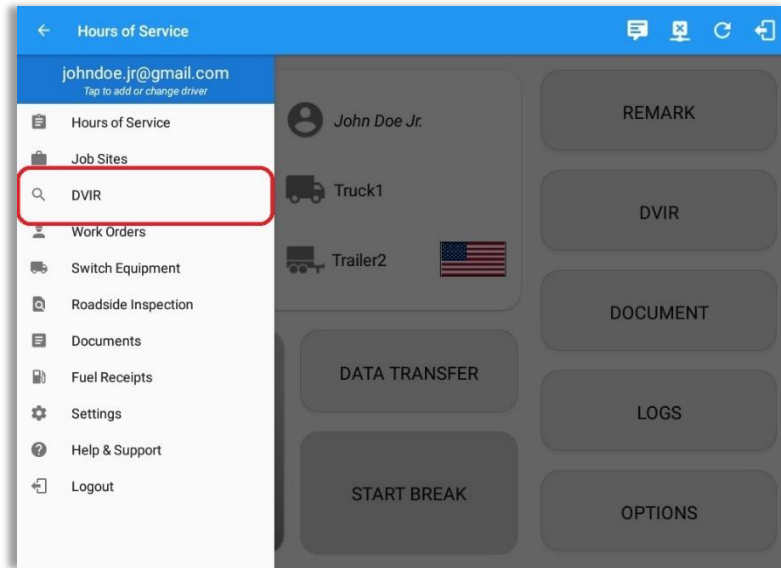 Hours of Service
johndoe.jr@gmail.com
Tap to add or change driver
Hours of Service
Job Sites
DVIR
Work Orders
Switch Equipment
Roadside Inspection
Documents
Fuel Receipts
Settings
Help & Support
Logout
John Doe Jr.
Truck1
Trailer2
DATA TRANSFER
START BREAK
REMARK
DVIR
DOCUMENT
LOGS
OPTIONS